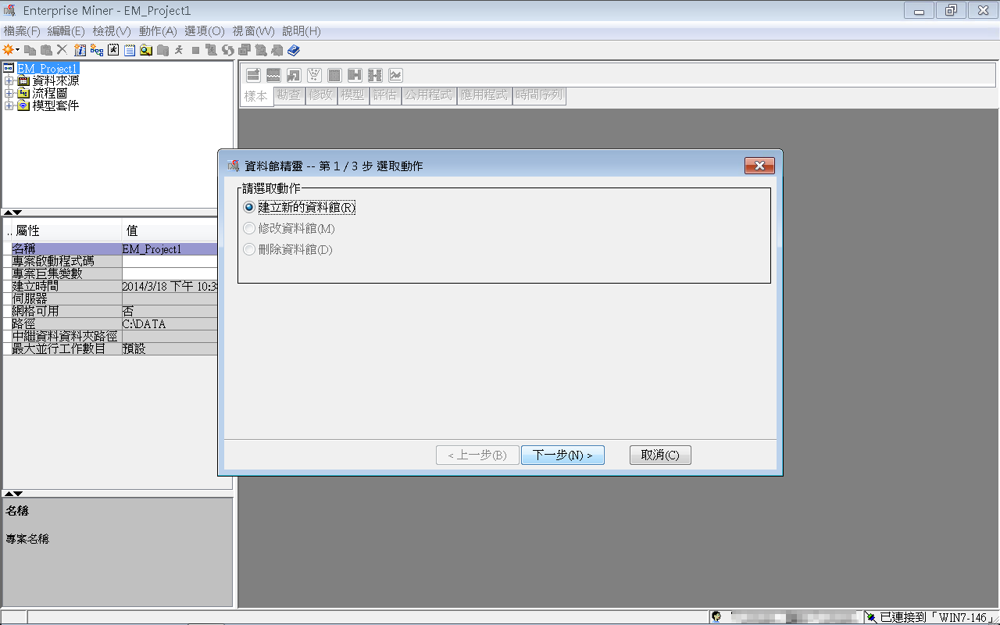 Enterprise Miner - EM_Project1
檔案(F) 編輯(E) 檢視(V) 動作(A) 選項(O) 視窗(W) 說明(H)
EM_Project1
資料來源
流程圖
模型套件
樣本 勘查 修改 模型 評估 公用程式 應用程式 時間序列
資料館精靈 -- 第 1 / 3 步 選取動作
請選取動作
建立新的資料館(R)
修改資料館(M)
刪除資料館(D)
< 上一步(B) 下一步(N) > 取消(C)
.. 屬性 值
名稱 EM_Project1
專案啟動程式碼
專案巨集變數
建立時間 2014/3/18 下午 10:38
伺服器
網格可用 否
路徑 C:\DATA
中繼資料資料夾路徑
最大並行工作數目 預設
名稱
專案名稱
已連接到「WIN7-146」